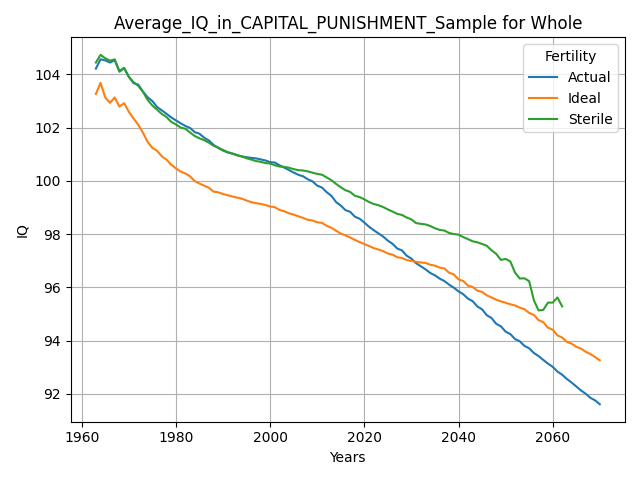 Average_IQ_in_CAPITAL_PUNISHMENT_Sample for Whole
Fertility
Actual
Ideal
Sterile
IQ
104
102
100
98
96
94
92
1960
1980
2000
2020
2040
2060
Years